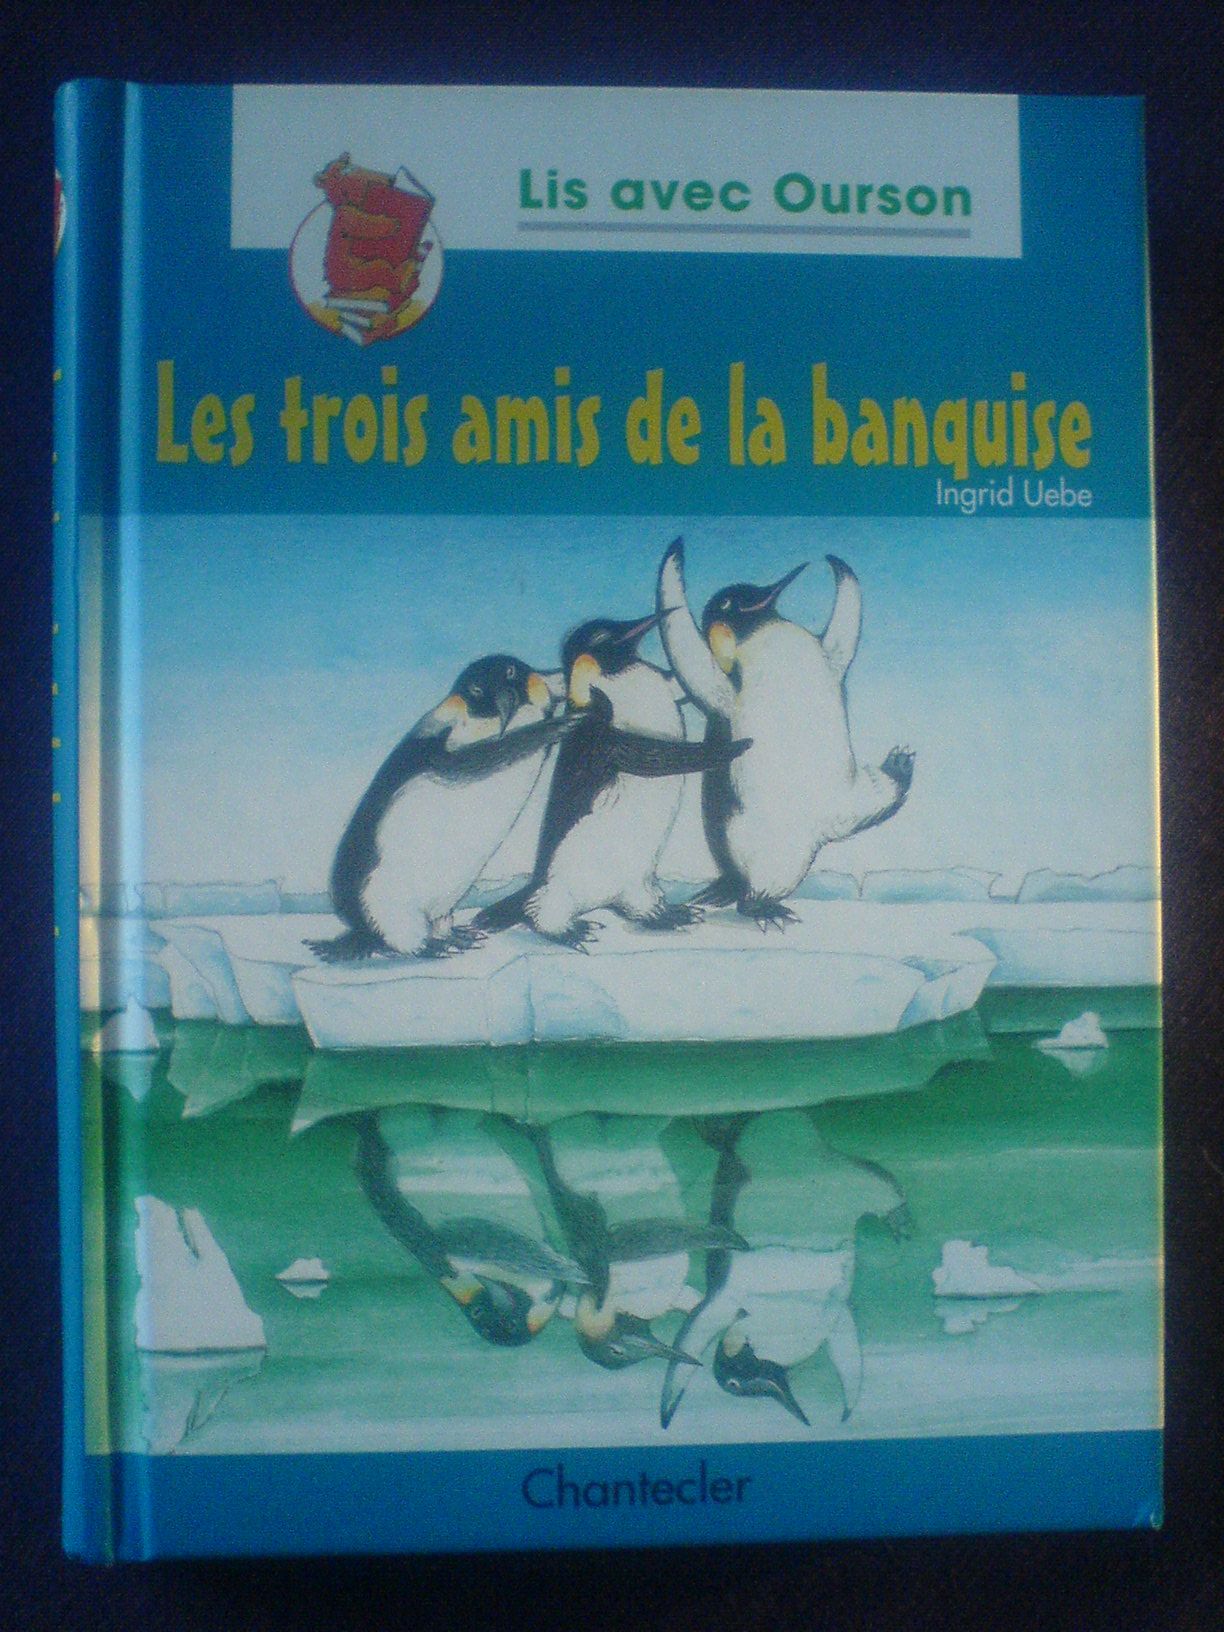 Lis avec Ourson
Les trois amis de la banquise
Ingrid Uebe
Chantecler